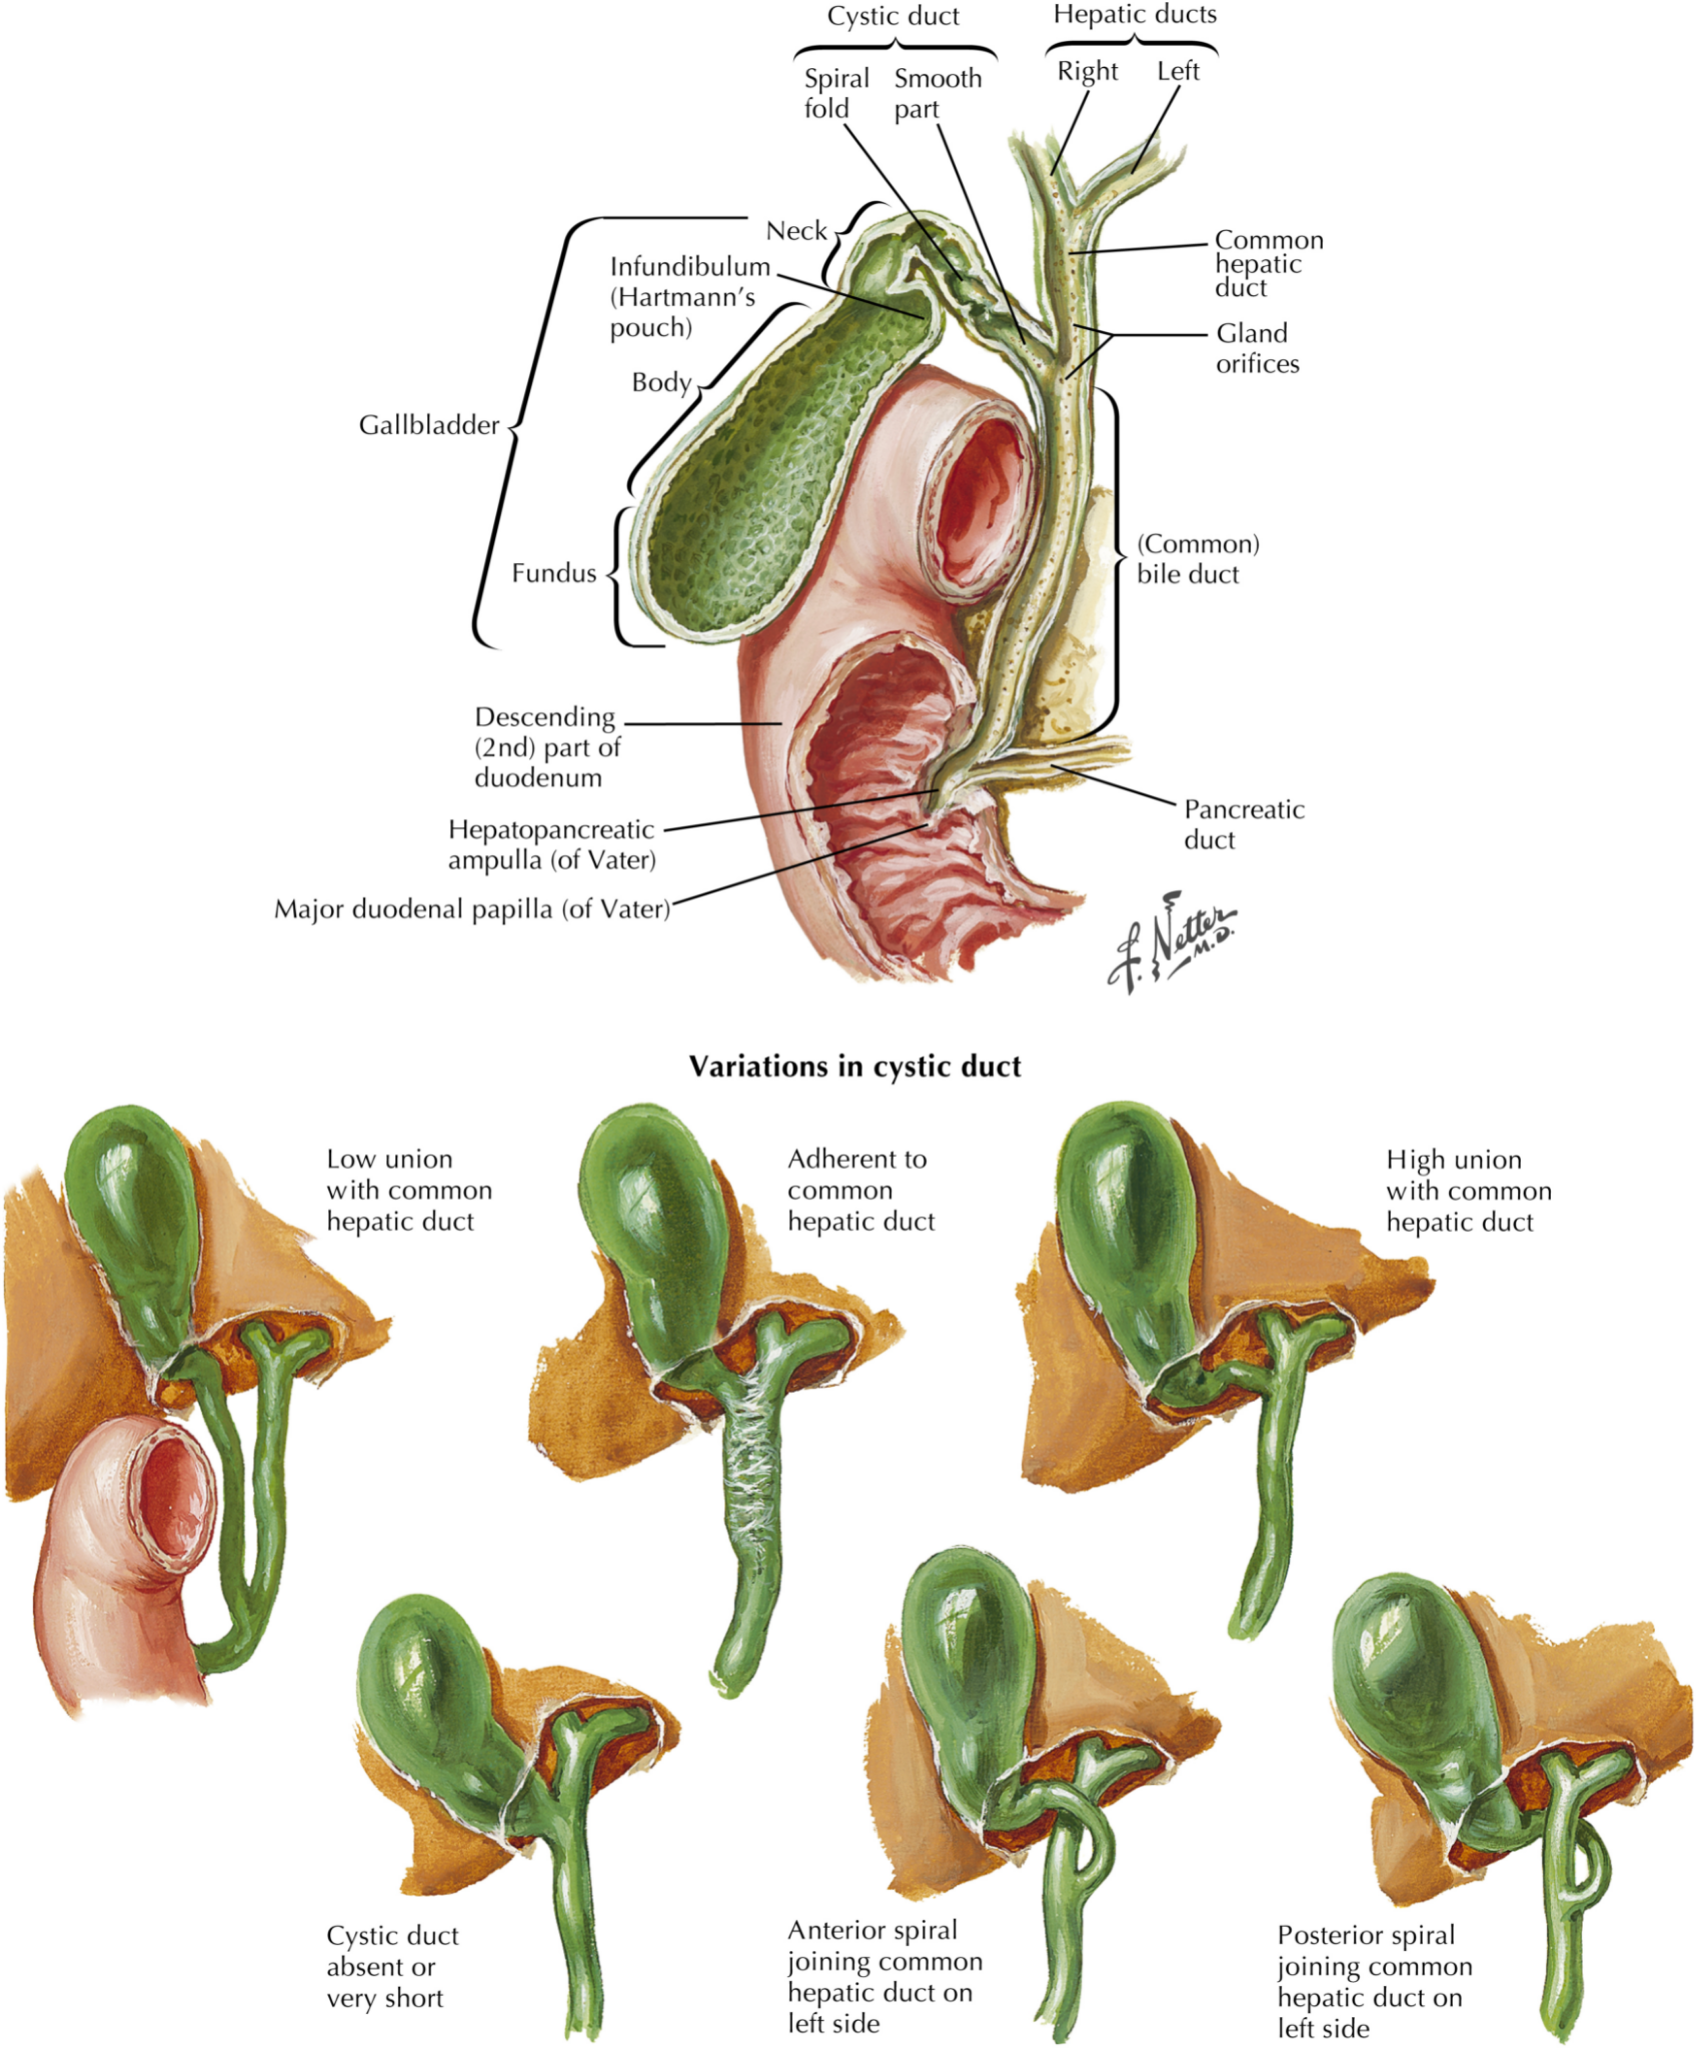 Cystic duct
Hepatic ducts
Spiral
fold
Smooth
part
Right
Left
Neck
Infundibulum
(Hartmann's
pouch)
Body
Gallbladder
Fundus
Common
hepatic
duct
Gland
orifices
(Common)
bile duct
Descending
(2nd) part of
duodenum
Hepatopancreatic
ampulla (of Vater)
Major duodenal papilla (of Vater)
Pancreatic
duct
F. Netter
M.D.
Variations in cystic duct
Low union
with common
hepatic duct
Adherent to
common
hepatic duct
High union
with common
hepatic duct
Cystic duct
absent or
very short
Anterior spiral
joining common
hepatic duct on
left side
Posterior spiral
joining common
hepatic duct on
left side